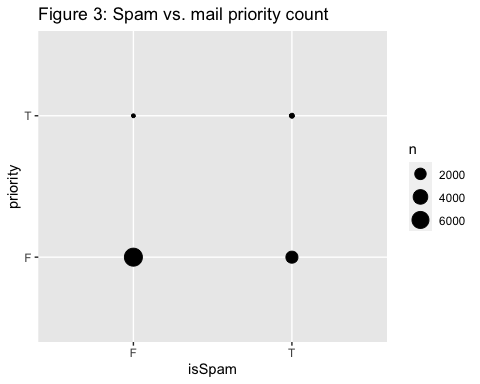 Figure 3: Spam vs. mail priority count
T
F
priority
F
T
isSpam
n
2000
4000
6000